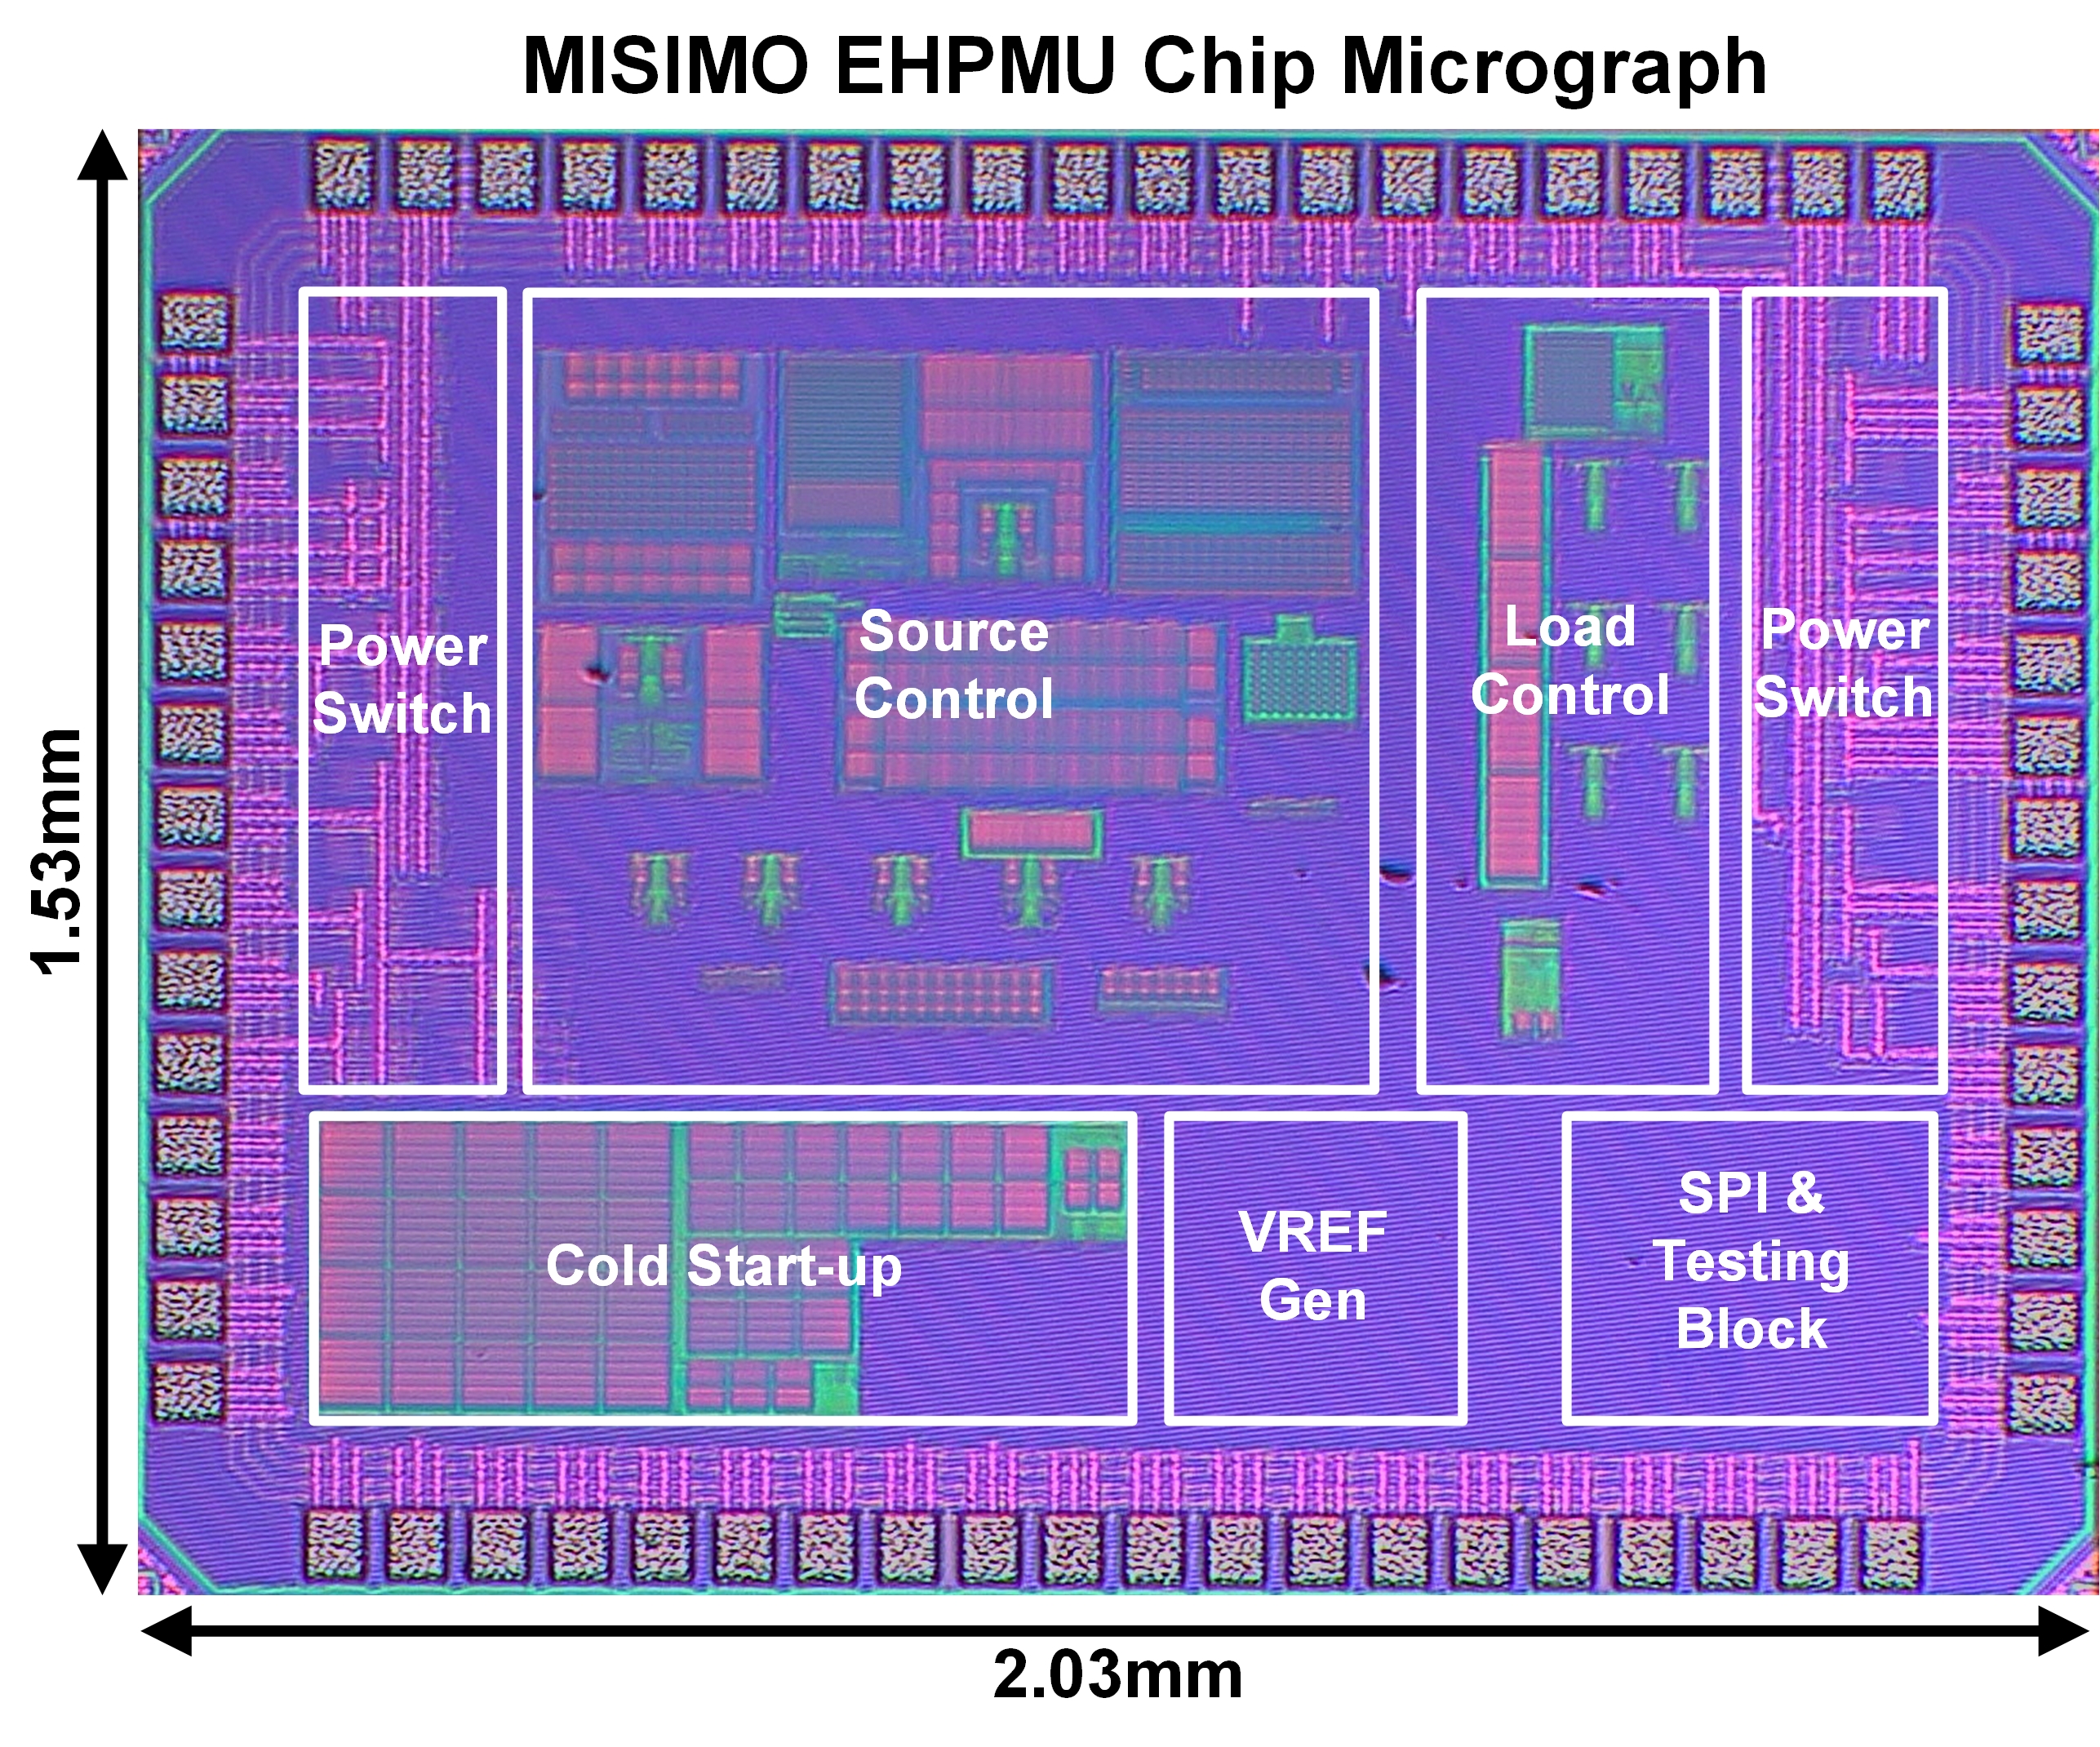 MISIMO EHPMU Chip Micrograph
1.53mm
Power
Switch
Source
Control
Load
Control
Power
Switch
Cold Start-up
VREF
Gen
SPI &
Testing
Block
2.03mm